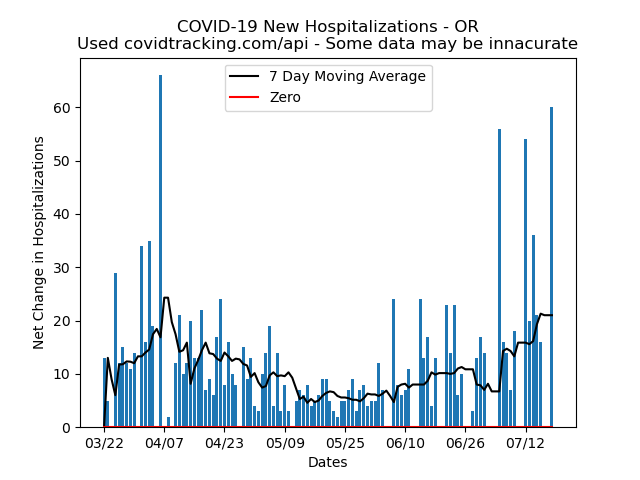 COVID-19 New Hospitalizations - OR
Used covidtracking.com/api - Some data may be innacurate
7 Day Moving Average
Zero
Net Change in Hospitalizations
60
50
40
30
20
10
0
03/22 04/07 04/23 05/09 05/25 06/10 06/26 07/12
Dates